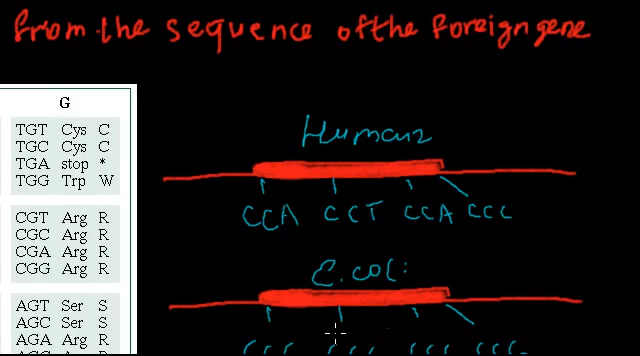 from the sequence of the foreign gene
G
TGT Cys C
TGC Cys C
TGA stop *
TGG Trp W
CGT Arg R
CGC Arg R
CGA Arg R
CGG Arg R
AGT Ser S
AGC Ser S
AGA Arg R
Human
CCA CCT CCA CCC
E.coli